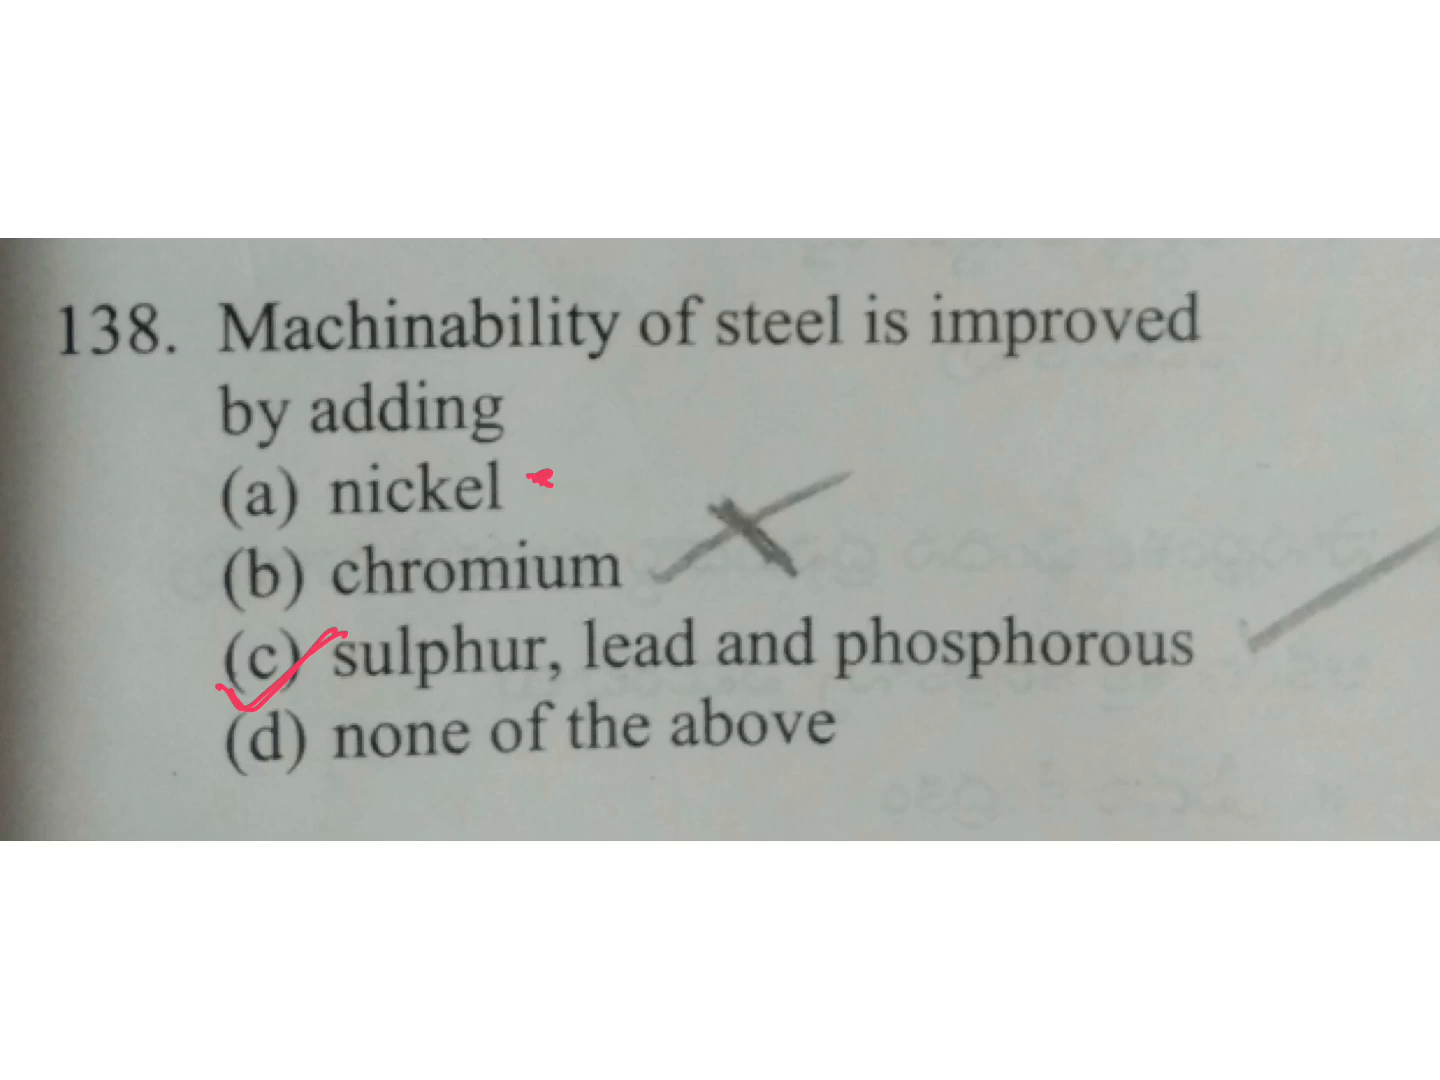 138. Machinability of steel is improved
by adding
(a) nickel
(b) chromium
(c) sulphur, lead and phosphorous
(d) none of the above